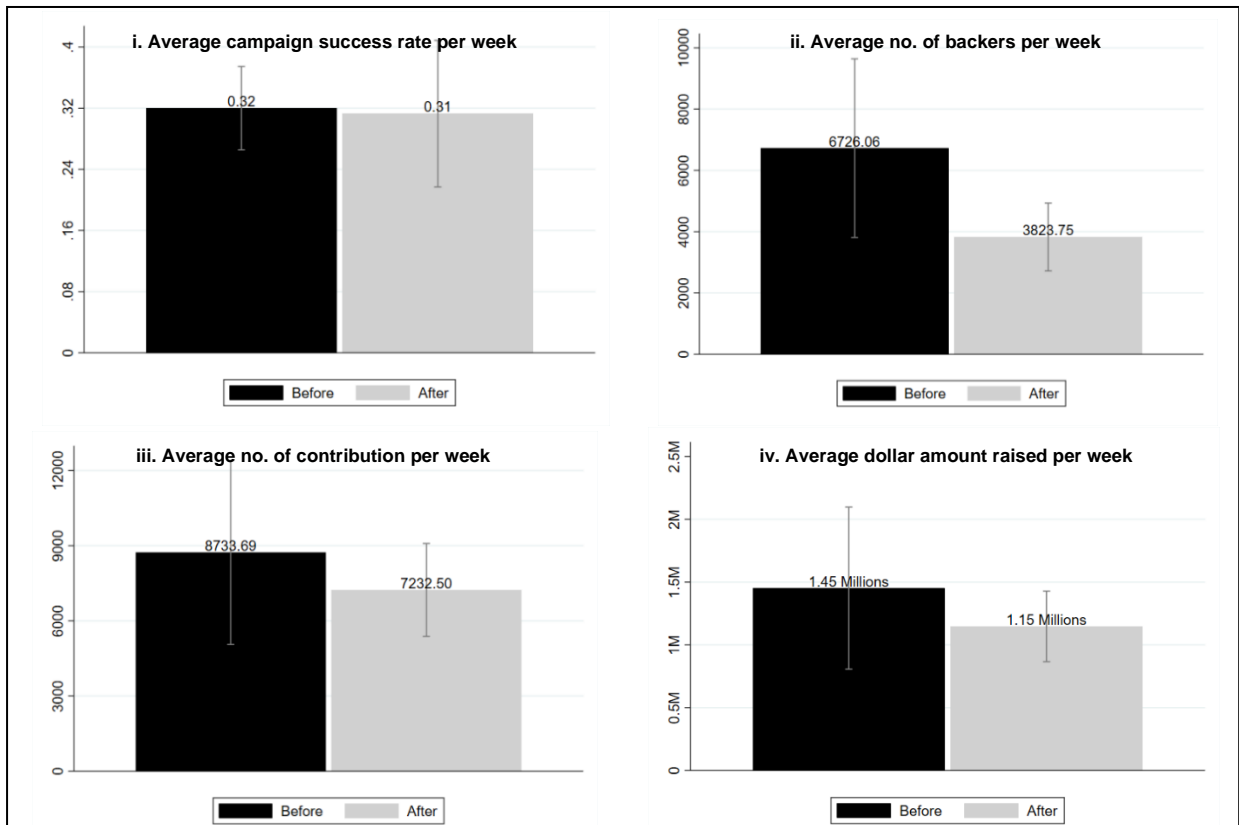 i. Average campaign success rate per week
.4
.32
.24
.16
.08
0
0.32
0.31
Before
After
ii. Average no. of backers per week
10000
8000
6000
4000
2000
0
6726.06
3823.75
Before
After
iii. Average no. of contribution per week
12000
9000
6000
3000
0
8733.69
7232.50
Before
After
iv. Average dollar amount raised per week
2.5M
2M
1.5M
1M
0.5M
0
1.45 Millions
1.15 Millions
Before
After